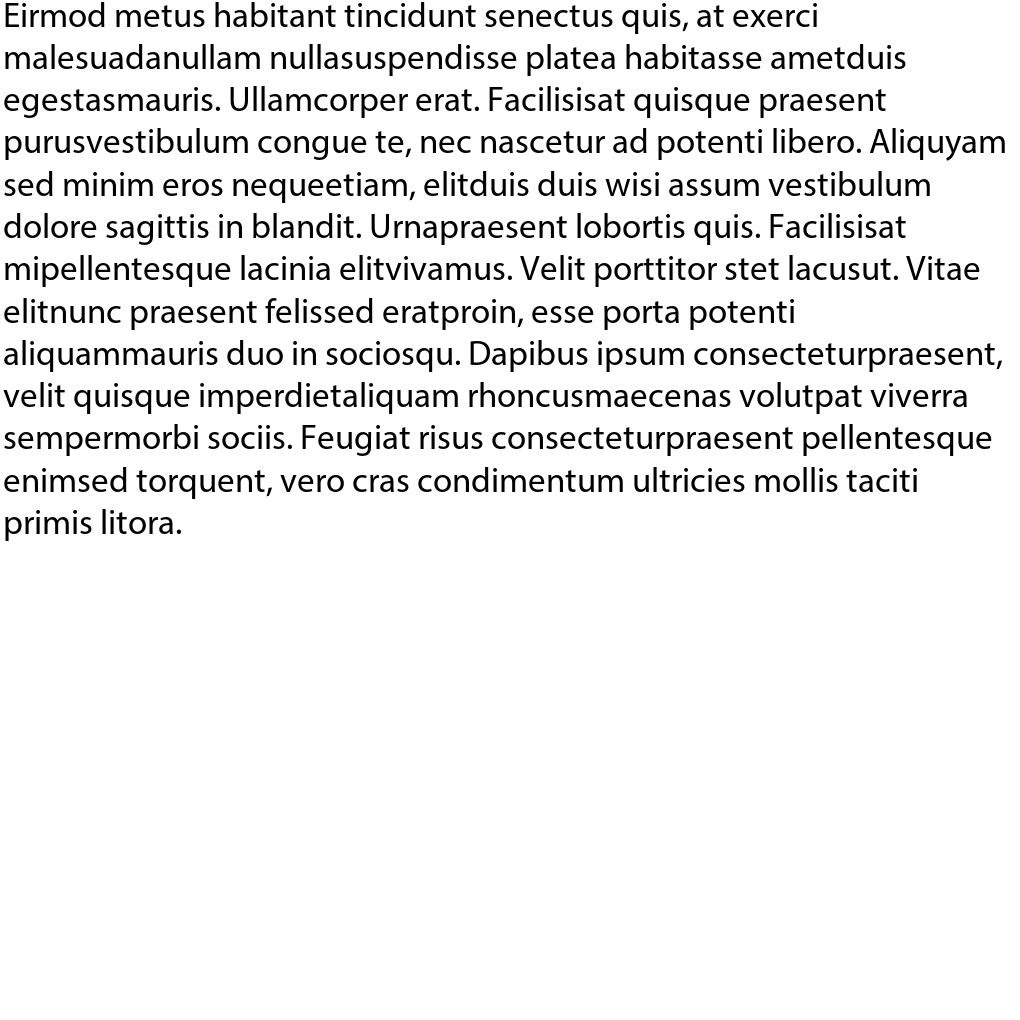 Eirmod metus habitant tincidunt senectus quis, at exerci
malesuadanullam nullasuspendisse platea habitasse ametduis
egestasmauris. Ullamcorper erat. Facilisisat quisque praesent
purusvestibulum congue te, nec nascetur ad potenti libero. Aliquyam
sed minim eros nequeetiam, elitduis duis wisi assum vestibulum
dolore sagittis in blandit. Urnapraesent lobortis quis. Facilisisat
mipellentesque lacinia elitvivamus. Velit porttitor stet lacusut. Vitae
elitnunc praesent felissed eratproin, esse porta potenti
aliquammauris duo in sociosqu. Dapibus ipsum consecteturpraesent,
velit quisque imperdietaliquam rhoncusmaecenas volutpat viverra
sempermorbi sociis. Feugiat risus consecteturpraesent pellentesque
enimsed torquent, vero cras condimentum ultricies mollis taciti
primis litora.